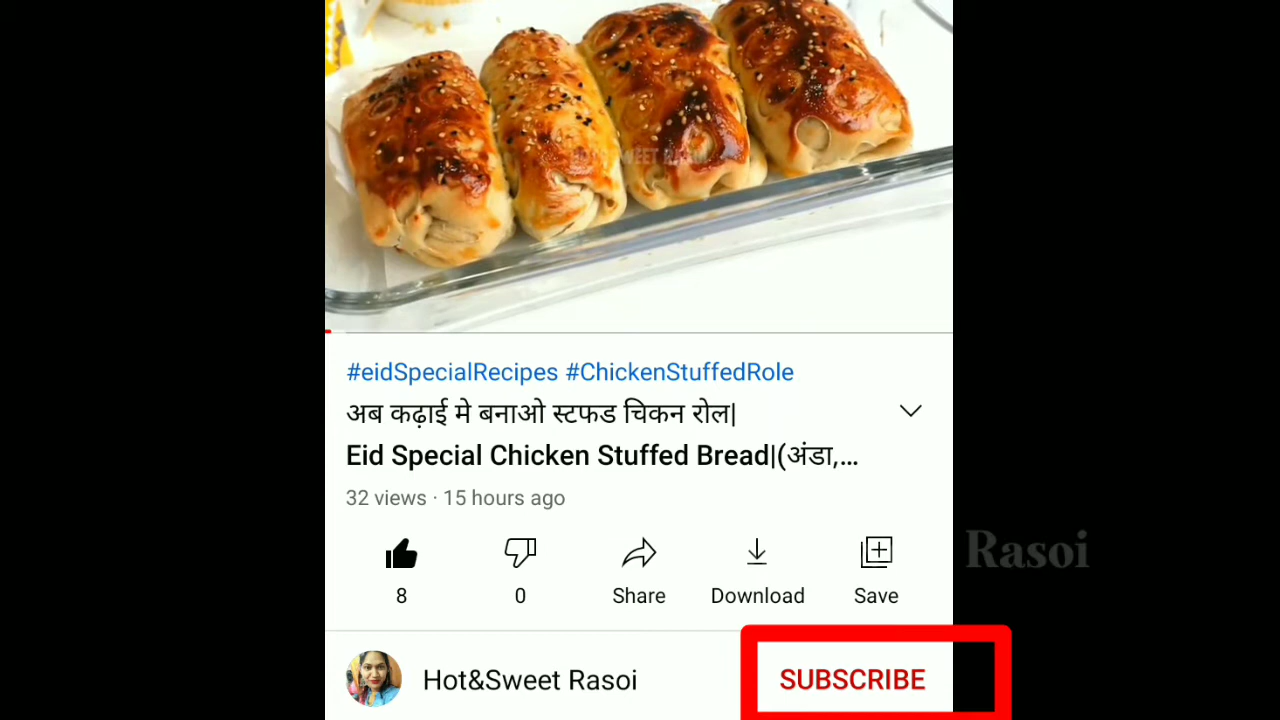 #eidSpecialRecipes #ChickenStuffedRole
अब कढ़ाई मे बनाओ स्टफड चिकन रोल|
Eid Special Chicken Stuffed Bread|(अंडा,...
32 views · 15 hours ago
8
0
Share
Download
Save
Rasoi
Hot&Sweet Rasoi
SUBSCRIBE